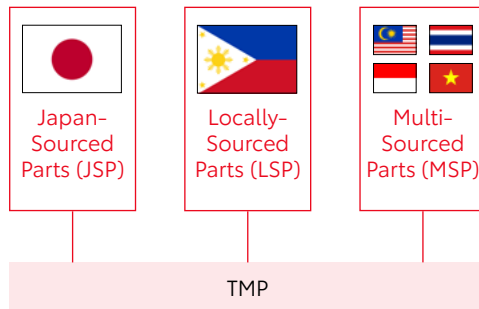 Japan-
Sourced
Parts (JSP)
Locally-
Sourced
Parts (LSP)
Multi-
Sourced
Parts (MSP)
TMP